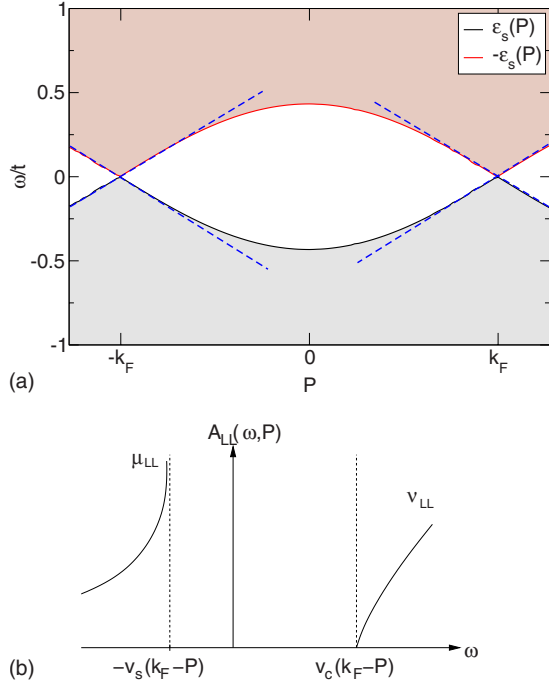 1
0.5
0
-0.5
-1
ω/t
ε_s(P)
-ε_s(P)
-k_F
0
k_F
P
(a)
A_LL(ω,P)
μ_LL
ν_LL
−v_s(k_F−P)
v_c(k_F−P)
ω
(b)